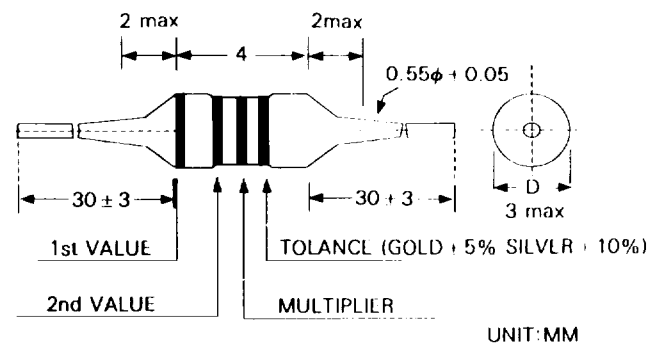 2 max
4
2max
0.55ϕ + 0.05
30 ± 3
30 + 3
D
3 max
1st VALUE
TOLANCE (GOLD + 5% SILVER + 10%)
2nd VALUE
MULTIPLIER
UNIT:MM